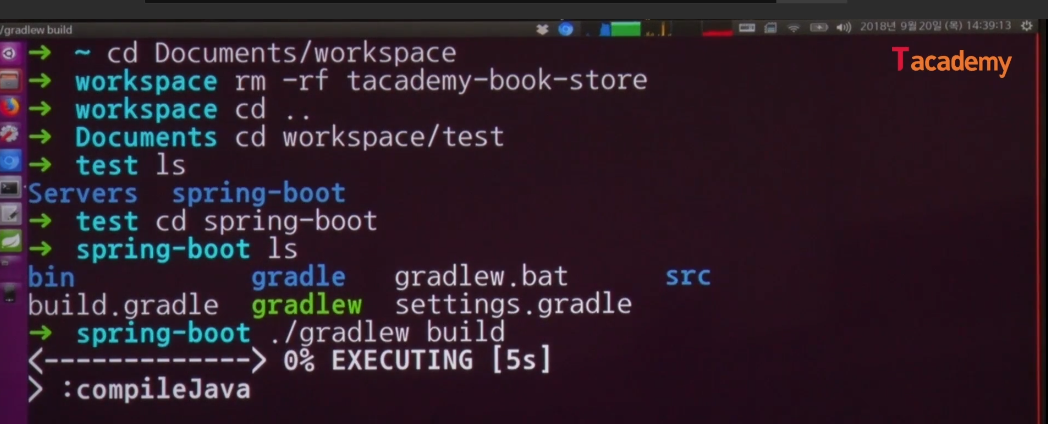 /gradlew build
2018년 9월20일 (목) 14:39:13
Tacademy
➜ ~ cd Documents/workspace
➜ workspace rm -rf tacademy-book-store
➜ workspace cd ..
➜ Documents cd workspace/test
➜ test ls
Servers spring-boot
➜ test cd spring-boot
➜ spring-boot ls
bin gradle gradlew.bat src
build.gradle gradlew settings.gradle
➜ spring-boot ./gradlew build
<-------------> 0% EXECUTING [5s]
> :compileJava